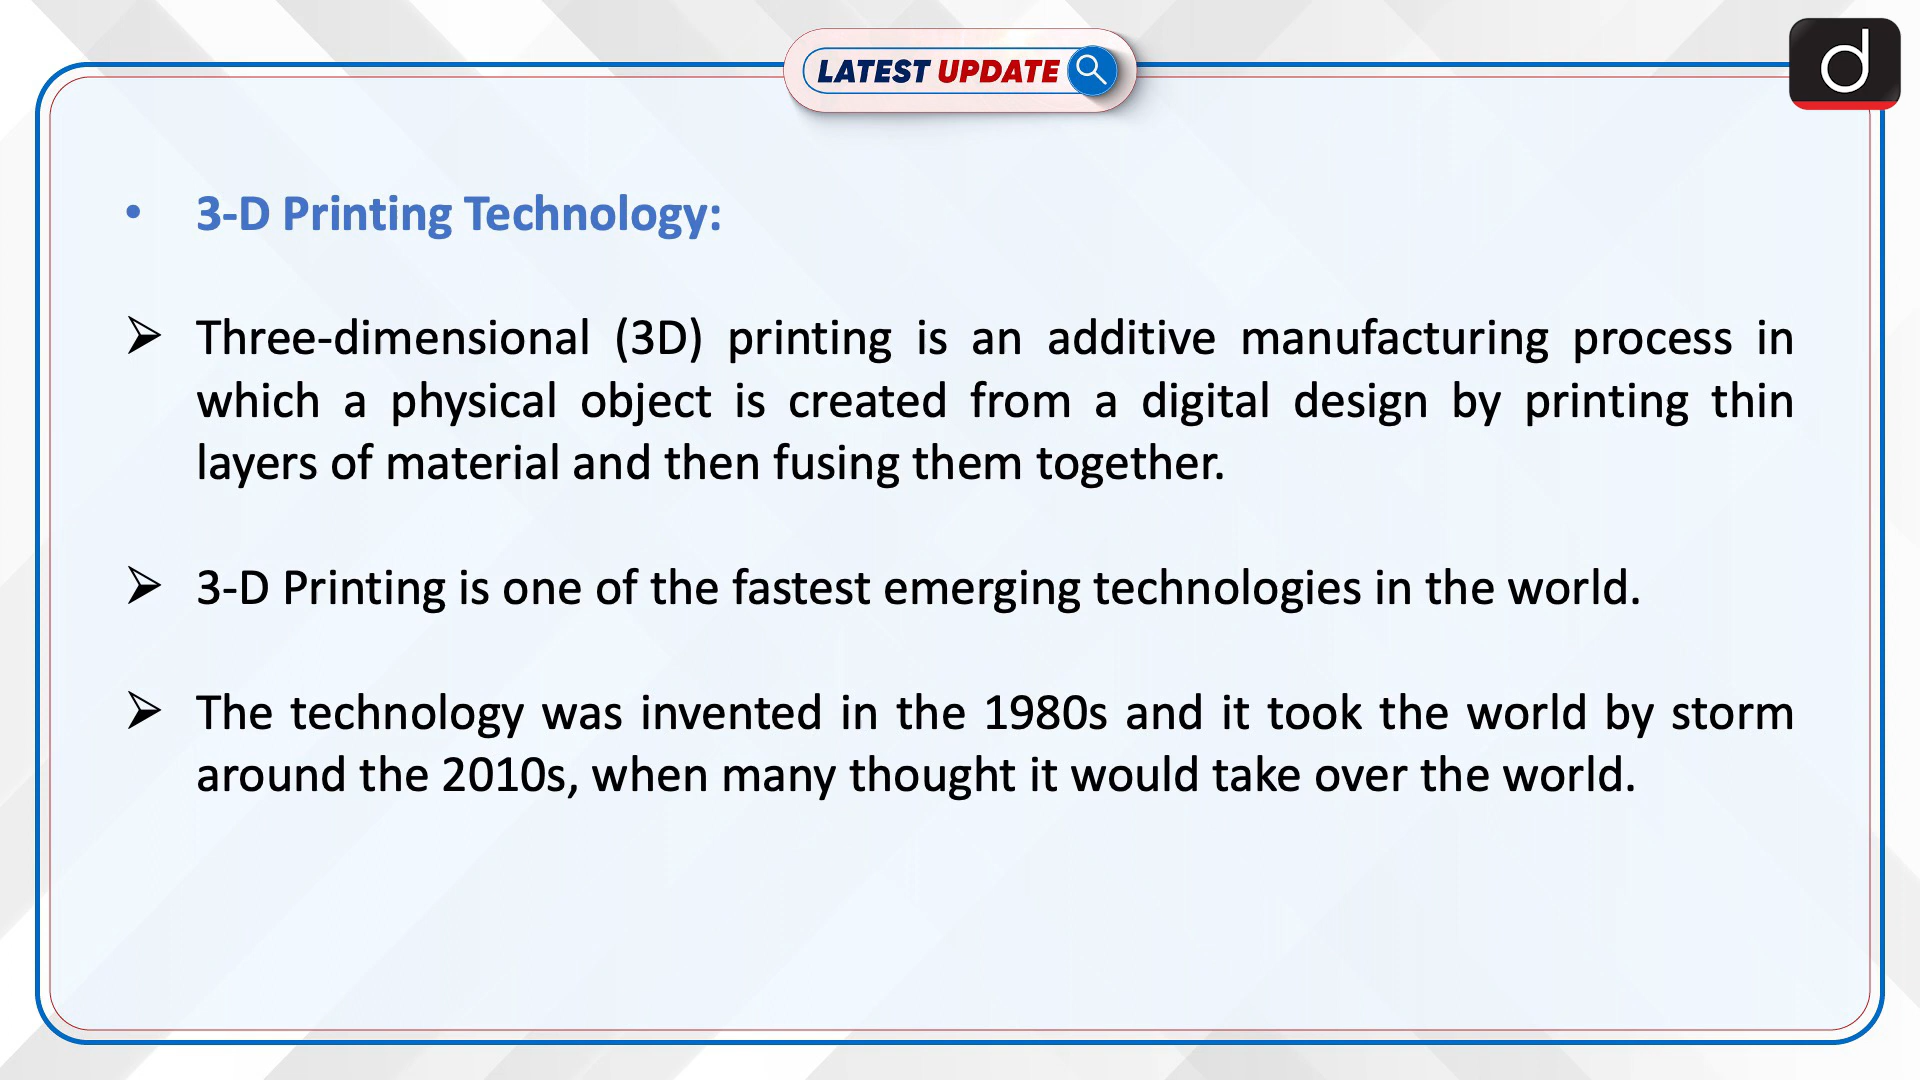 LATEST UPDATE
d
• 3-D Printing Technology:
➢ Three-dimensional (3D) printing is an additive manufacturing process in
which a physical object is created from a digital design by printing thin
layers of material and then fusing them together.
➢ 3-D Printing is one of the fastest emerging technologies in the world.
➢ The technology was invented in the 1980s and it took the world by storm
around the 2010s, when many thought it would take over the world.